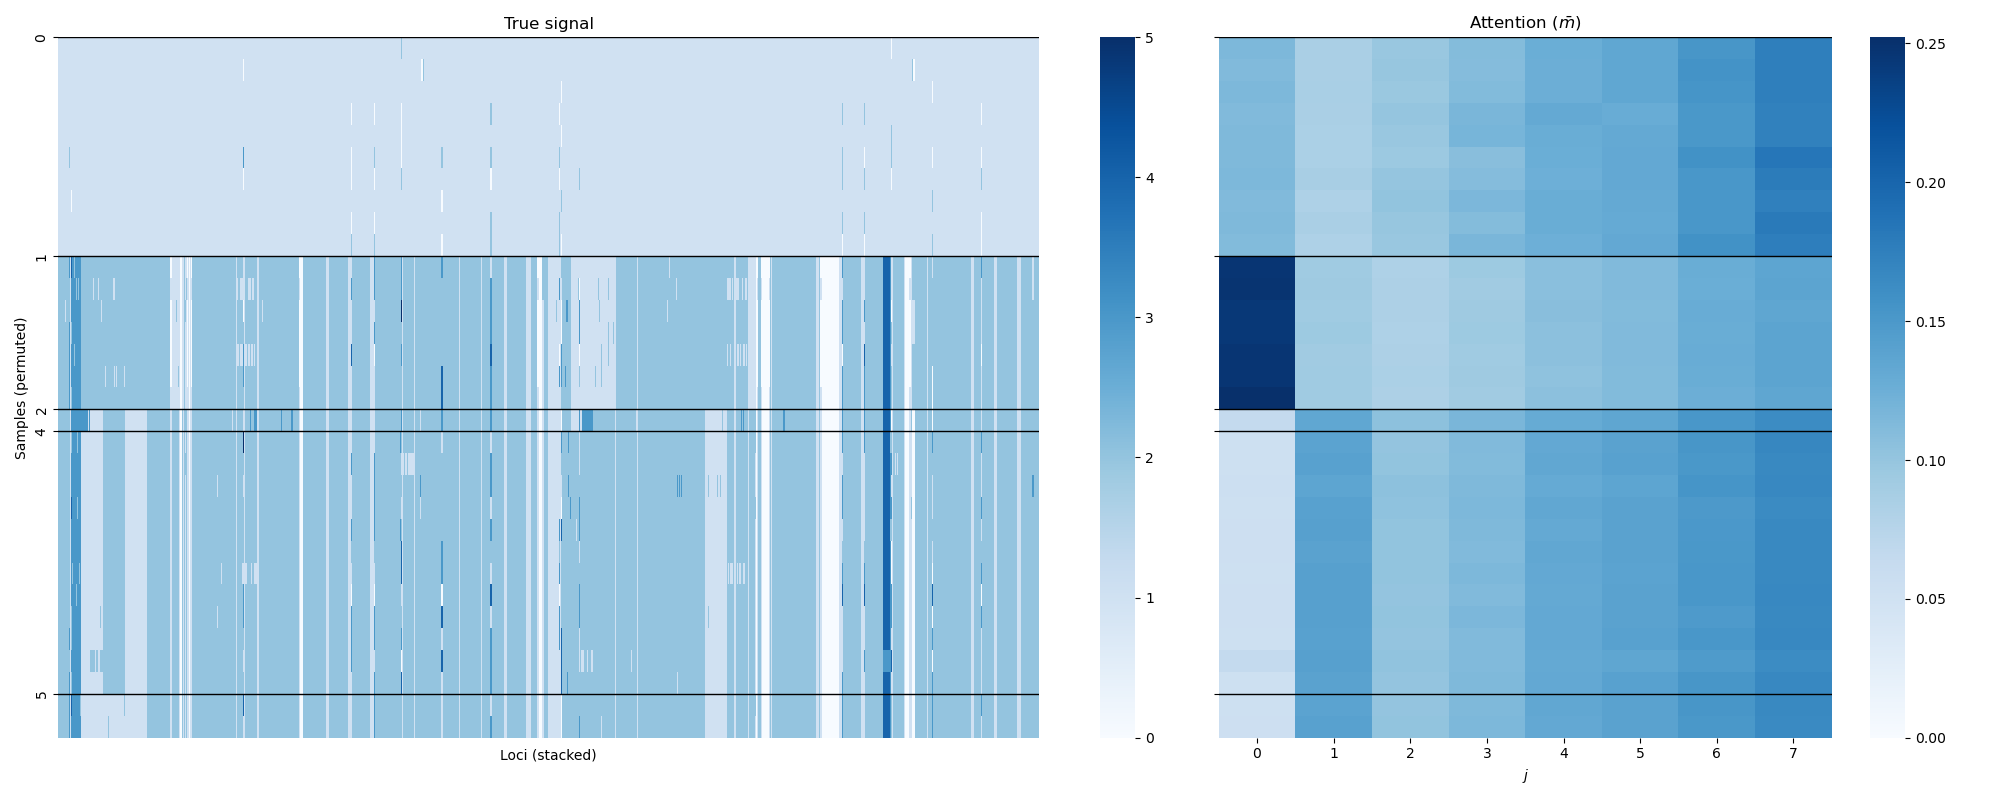 True signal
Attention (m̄)
0
1
2
4
5
Samples (permuted)
Loci (stacked)
5
4
3
2
1
0
0 1 2 3 4 5 6 7
j
0.25
0.20
0.15
0.10
0.05
0.00